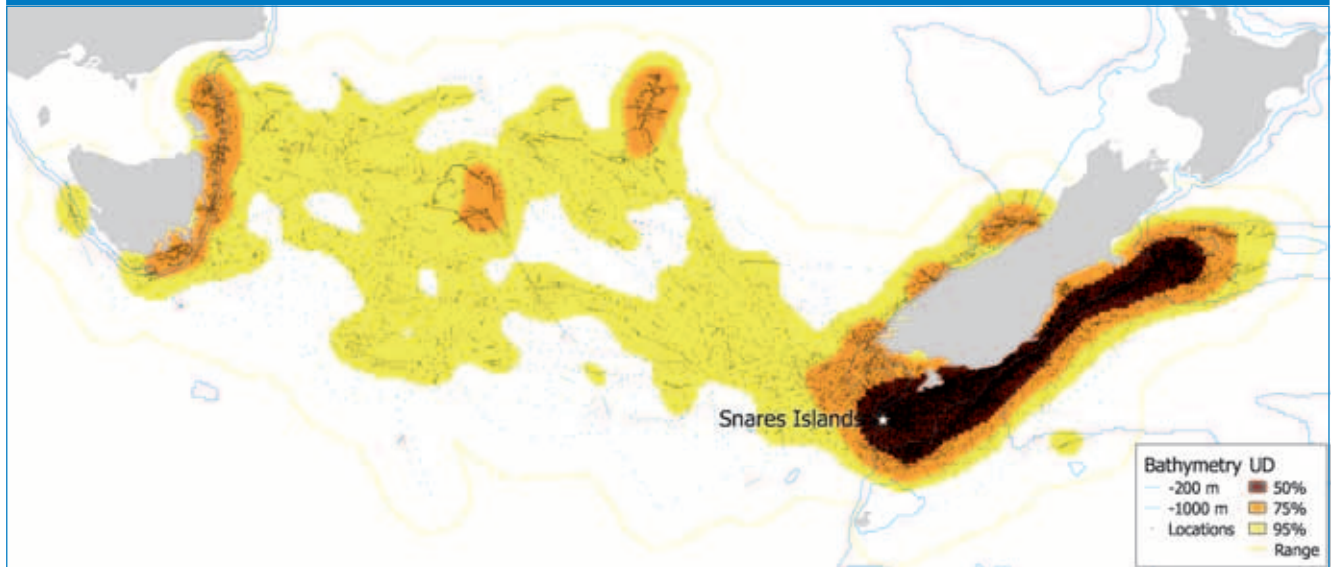 Snares Islands
Bathymetry UD
-200 m 50%
-1000 m 75%
Locations 95%
Range